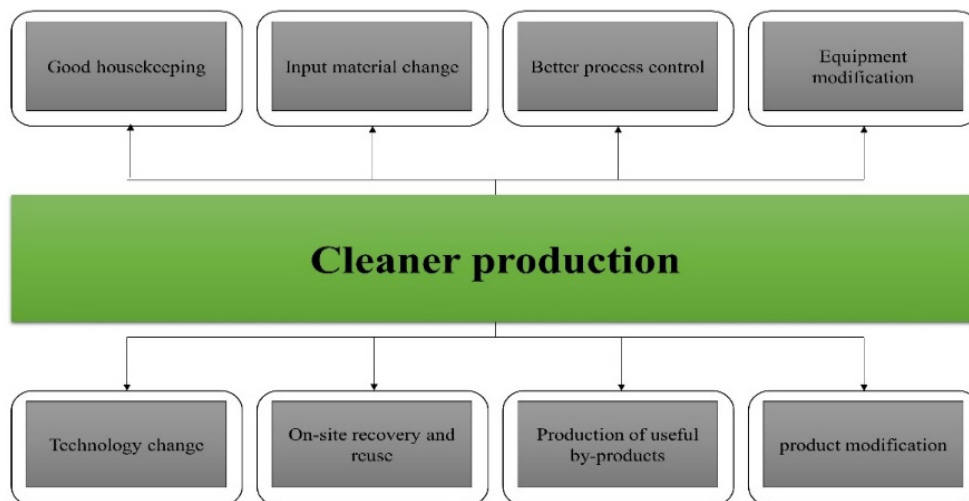 Good housekeeping
Input material change
Better process control
Equipment
modification
Cleaner production
Technology change
On-site recovery and
reuse
Production of useful
by-products
product modification